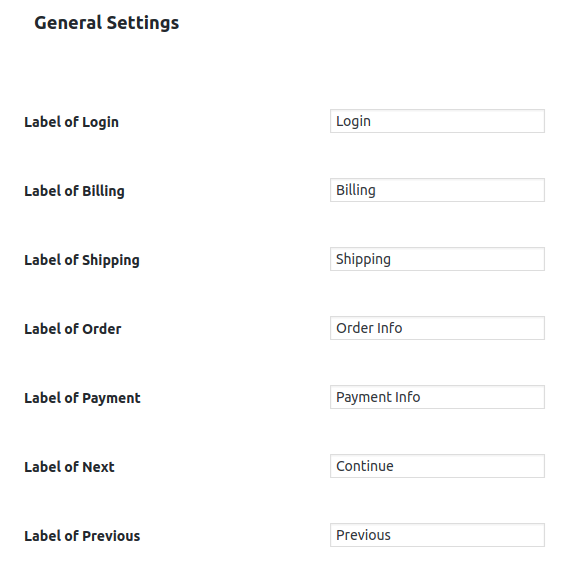 General Settings
Label of Login Login
Label of Billing Billing
Label of Shipping Shipping
Label of Order Order Info
Label of Payment Payment Info
Label of Next Continue
Label of Previous Previous